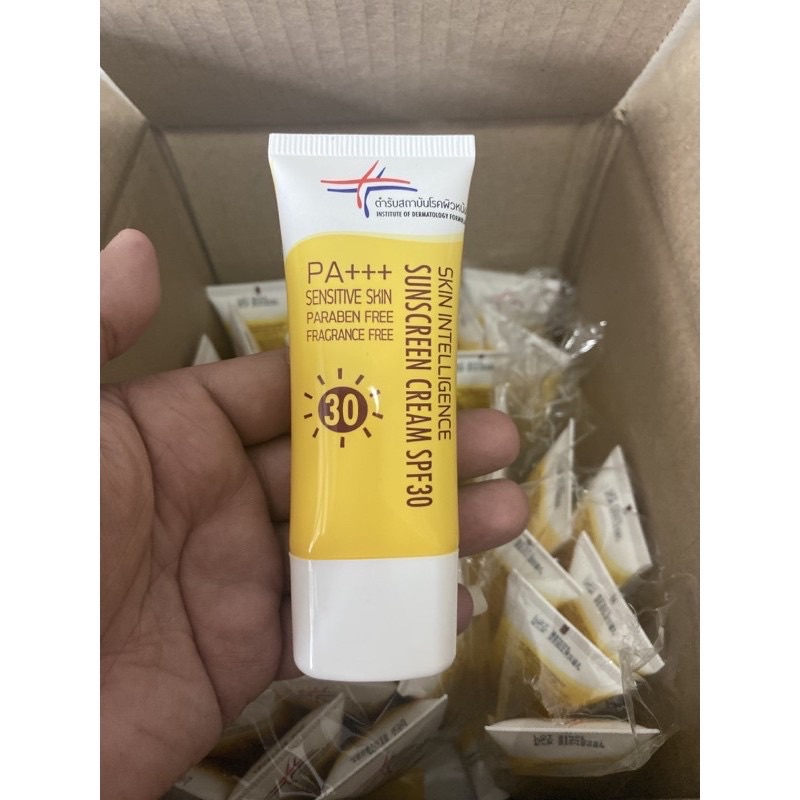 ตำรับสถาบันโรคผิวหนัง
INSTITUTE OF DERMATOLOGY
PA+++
SENSITIVE SKIN
PARABEN FREE
FRAGRANCE FREE
30
SKIN INTELLIGENCE
SUNSCREEN CREAM SPF30